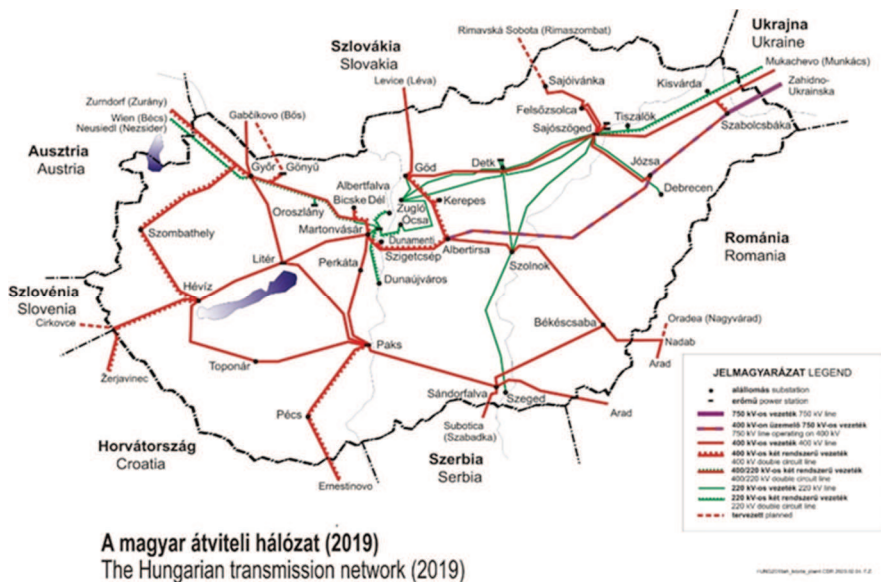 Ukrajna
Ukraine
Rimavská Sobota (Rimaszombat)
Szlovákia
Slovakia
Mukachevo (Munkács)
Levice (Léva)
Sajóivánka
Kisvárda
Zahidno-
Ukrainska
Zurndorf (Zurány)
Wien (Bécs)
Neusiedl (Nezsider)
Gabčíkovo (Bős)
Felsőzsolca
Tiszalök
Sajószöged
Szabolcsbáka
Ausztria
Austria
Győr
Gönyű
Göd
Detk
Józsa
Debrecen
Albertfalva
Bicske Dél
Kerepes
Zugló
Ócsa
Oroszlány
Martonvásár
Dunamenti
Szigetcsép
Albertirsa
Szombathely
Litér
Perkáta
Dunaújváros
Szolnok
Románia
Romania
Szlovénia
Slovenia
Cirkovce
Hévíz
Békéscsaba
Oradea (Nagyvárad)
Nadab
Arad
Žerjavinec
Toponár
Paks
Sándorfalva
Szeged
Arad
Pécs
Subotica
(Szabadka)
Horvátország
Croatia
Szerbia
Serbia
Ernestinovo
JELMAGYARÁZAT LEGEND
alállomás substation
erőmű power station
750 kV-os vezeték 750 kV line
400 kV-on üzemelő 750 kV-os vezeték
750 kV line operating on 400 kV
400 kV-os vezeték 400 kV line
400 kV-os két rendszerű vezeték
400 kV double circuit line
400/220 kV-os két rendszerű vezeték
400/220 kV double circuit line
220 kV-os vezeték 220 kV line
220 kV-os két rendszerű vezeték
220 kV double circuit line
tervezett planned
A magyar átviteli hálózat (2019)
The Hungarian transmission network (2019)